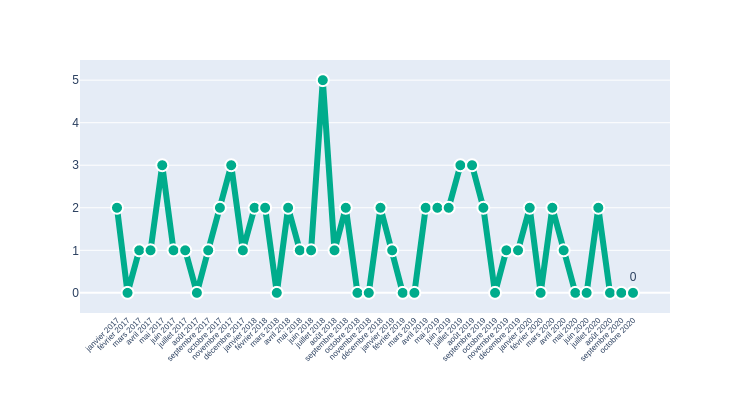 5
4
3
2
1
0
0
janvier 2017
février 2017
mars 2017
avril 2017
mai 2017
juin 2017
juillet 2017
août 2017
septembre 2017
octobre 2017
novembre 2017
décembre 2017
janvier 2018
février 2018
mars 2018
avril 2018
mai 2018
juin 2018
juillet 2018
août 2018
septembre 2018
octobre 2018
novembre 2018
décembre 2018
janvier 2019
février 2019
mars 2019
avril 2019
mai 2019
juin 2019
juillet 2019
août 2019
septembre 2019
octobre 2019
novembre 2019
décembre 2019
janvier 2020
février 2020
mars 2020
avril 2020
mai 2020
juin 2020
juillet 2020
août 2020
septembre 2020
octobre 2020